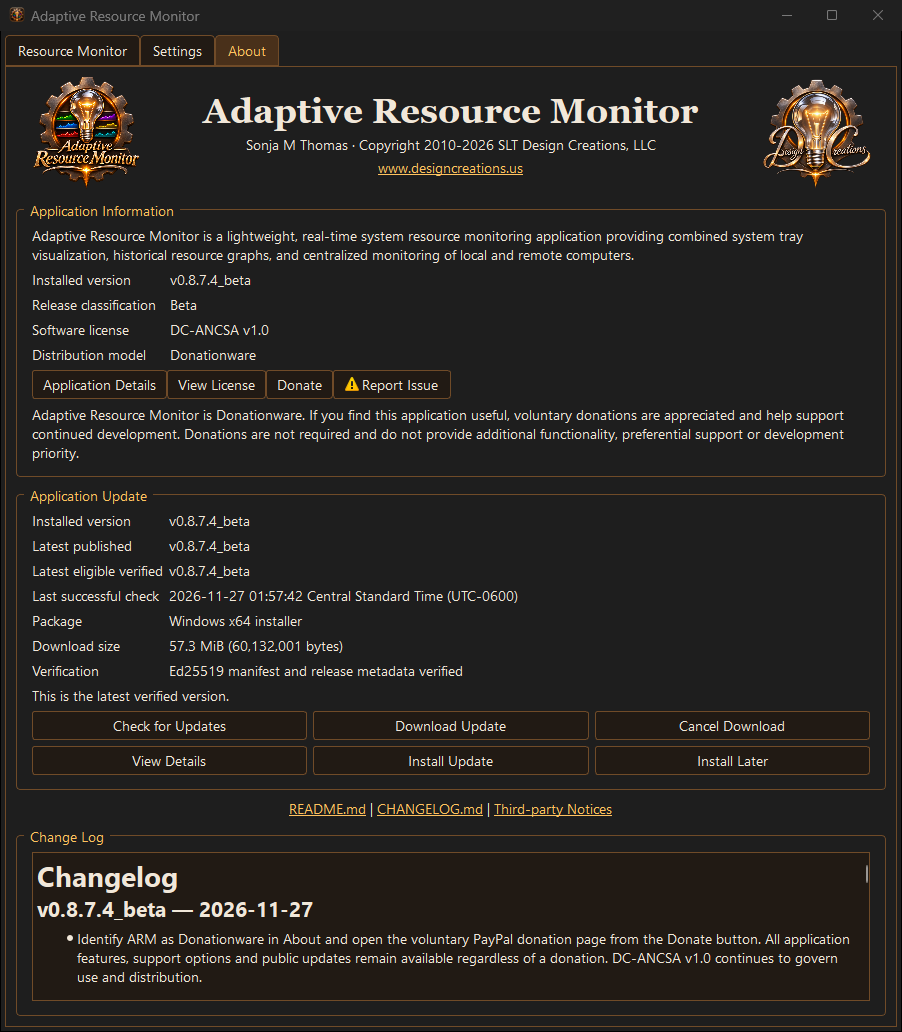 Adaptive Resource Monitor
Resource Monitor Settings About
Adaptive
Resource Monitor
Adaptive Resource Monitor
Sonja M Thomas · Copyright 2010-2026 SLT Design Creations, LLC
www.designcreations.us
Design Creations
Application Information
Adaptive Resource Monitor is a lightweight, real-time system resource monitoring application providing combined system tray
visualization, historical resource graphs, and centralized monitoring of local and remote computers.
Installed version v0.8.7.4_beta
Release classification Beta
Software license DC-ANCSA v1.0
Distribution model Donationware
Application Details View License Donate Report Issue
Adaptive Resource Monitor is Donationware. If you find this application useful, voluntary donations are appreciated and help support
continued development. Donations are not required and do not provide additional functionality, preferential support or development
priority.
Application Update
Installed version v0.8.7.4_beta
Latest published v0.8.7.4_beta
Latest eligible verified v0.8.7.4_beta
Last successful check 2026-11-27 01:57:42 Central Standard Time (UTC-0600)
Package Windows x64 installer
Download size 57.3 MiB (60,132,001 bytes)
Verification Ed25519 manifest and release metadata verified
This is the latest verified version.
Check for Updates Download Update Cancel Download
View Details Install Update Install Later
README.md | CHANGELOG.md | Third-party Notices
Change Log
Changelog
v0.8.7.4_beta — 2026-11-27
• Identify ARM as Donationware in About and open the voluntary PayPal donation page from the Donate button. All application
features, support options and public updates remain available regardless of a donation. DC-ANCSA v1.0 continues to govern
use and distribution.